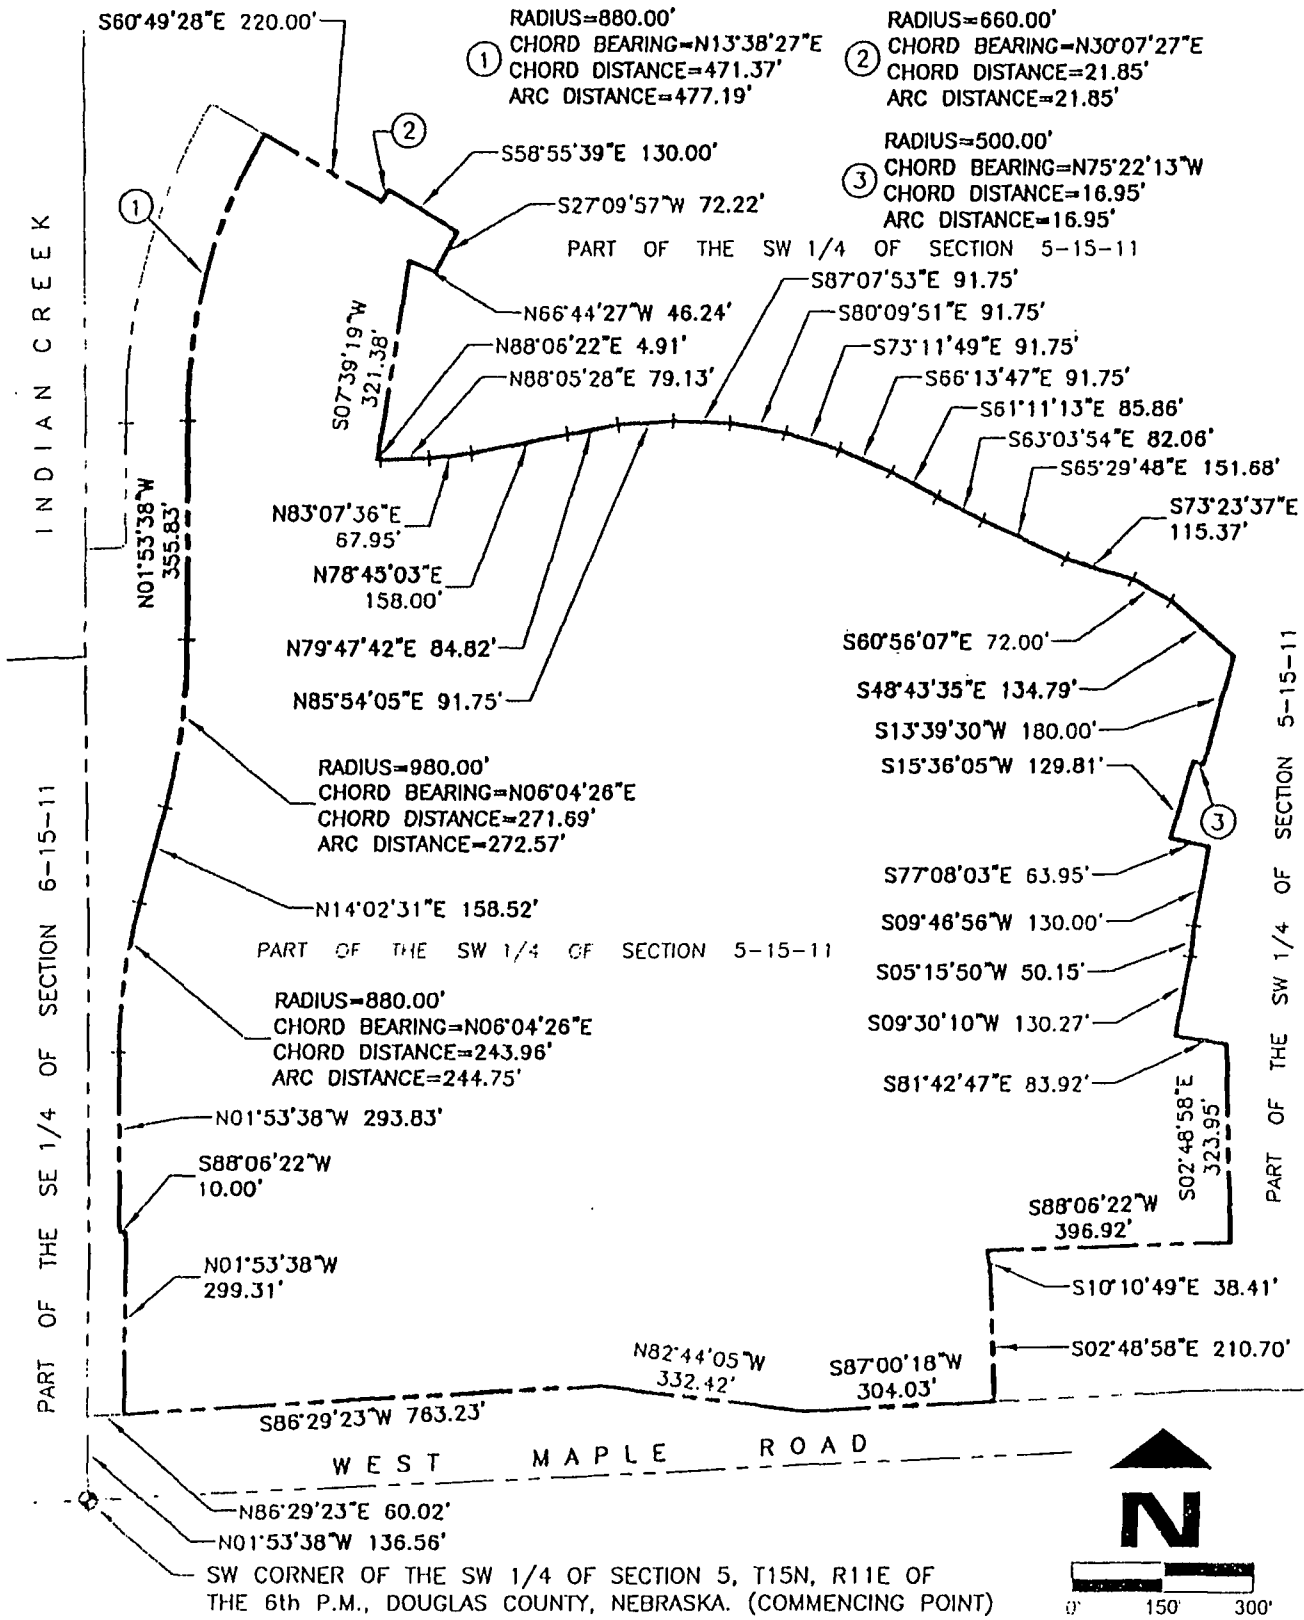 S60°49'28"E 220.00'
RADIUS=880.00'
① CHORD BEARING=N13°38'27"E
CHORD DISTANCE=471.37'
ARC DISTANCE=477.19'
RADIUS=660.00'
② CHORD BEARING=N30°07'27"E
CHORD DISTANCE=21.85'
ARC DISTANCE=21.85'
RADIUS=500.00'
③ CHORD BEARING=N75°22'13"W
CHORD DISTANCE=16.95'
ARC DISTANCE=16.95'
②
S58°55'39"E 130.00'
①
S27°09'57"W 72.22'
PART OF THE SW 1/4 OF SECTION 5-15-11
INDIAN CREEK
S87°07'53"E 91.75'
N66°44'27"W 46.24'
S80°09'51"E 91.75'
S07°39'19"W
321.38'
N88°06'22"E 4.91'
S73°11'49"E 91.75'
N88°05'28"E 79.13'
S66°13'47"E 91.75'
S61°11'13"E 85.86'
S63°03'54"E 82.06'
S65°29'48"E 151.68'
S73°23'37"E
115.37'
N01°53'38"W
355.83'
N83°07'36"E
67.95'
N78°45'03"E
158.00'
N79°47'42"E 84.82'
N85°54'05"E 91.75'
S60°56'07"E 72.00'
S48°43'35"E 134.79'
S13°39'30"W 180.00'
S15°36'05"W 129.81'
③
PART OF THE SW 1/4 OF SECTION 5-15-11
RADIUS=980.00'
CHORD BEARING=N06°04'26"E
CHORD DISTANCE=271.69'
ARC DISTANCE=272.57'
S77°08'03"E 63.95'
N14°02'31"E 158.52'
S09°46'56"W 130.00'
PART OF THE SW 1/4 OF SECTION 5-15-11
S05°15'50"W 50.15'
RADIUS=880.00'
CHORD BEARING=N06°04'26"E
CHORD DISTANCE=243.96'
ARC DISTANCE=244.75'
S09°30'10"W 130.27'
S81°42'47"E 83.92'
PART OF THE SE 1/4 OF SECTION 6-15-11
N01°53'38"W 293.83'
S02°48'58"E
323.95'
S88°06'22"W
10.00'
S88°06'22"W
396.92'
N01°53'38"W
299.31'
S10°10'49"E 38.41'
S02°48'58"E 210.70'
N82°44'05"W
332.42'
S87°00'18"W
304.03'
S86°29'23"W 763.23'
WEST MAPLE ROAD
N86°29'23"E 60.02'
N01°53'38"W 136.56'
SW CORNER OF THE SW 1/4 OF SECTION 5, T15N, R11E OF
THE 6th P.M., DOUGLAS COUNTY, NEBRASKA. (COMMENCING POINT)
N
0' 150' 300'